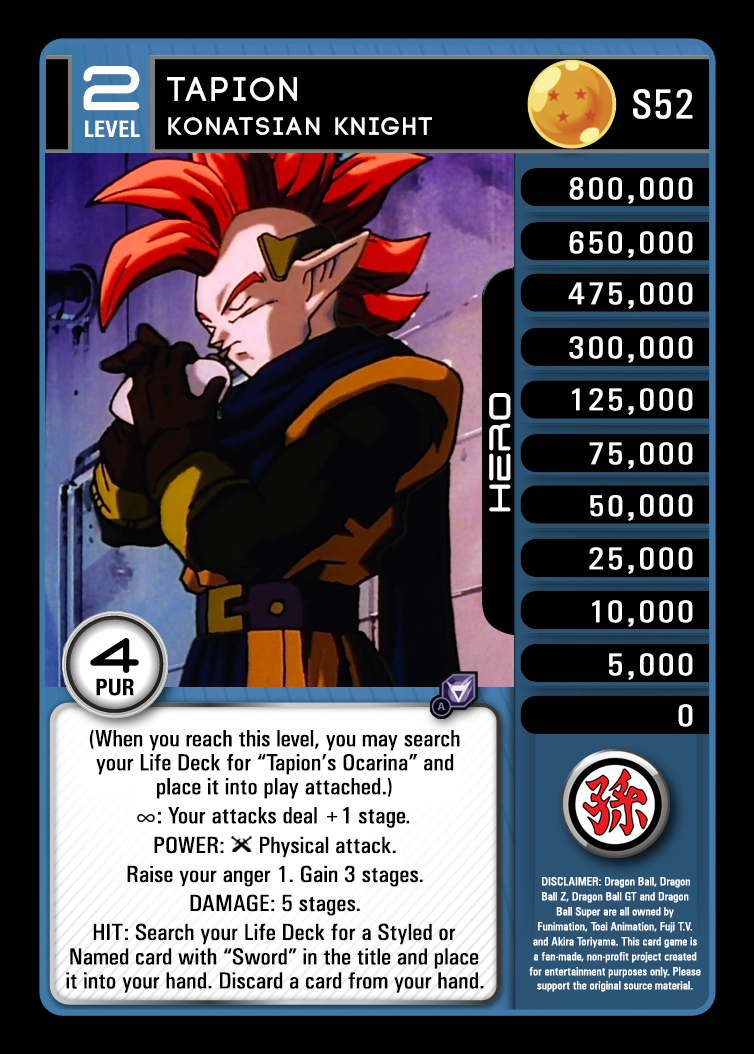 2
LEVEL
TAPION
KONATSIAN KNIGHT
S52
800,000
650,000
475,000
300,000
125,000
75,000
50,000
25,000
10,000
5,000
0
HERO
4
PUR
A
(When you reach this level, you may search
your Life Deck for “Tapion’s Ocarina” and
place it into play attached.)
∞: Your attacks deal +1 stage.
POWER: Physical attack.
Raise your anger 1. Gain 3 stages.
DAMAGE: 5 stages.
HIT: Search your Life Deck for a Styled or
Named card with “Sword” in the title and place
it into your hand. Discard a card from your hand.
孫
DISCLAIMER: Dragon Ball, Dragon
Ball Z, Dragon Ball GT and Dragon
Ball Super are all owned by
Funimation, Toei Animation, Fuji T.V.
and Akira Toriyama. This card game is
a fan-made, non-profit project created
for entertainment purposes only. Please
support the original source material.